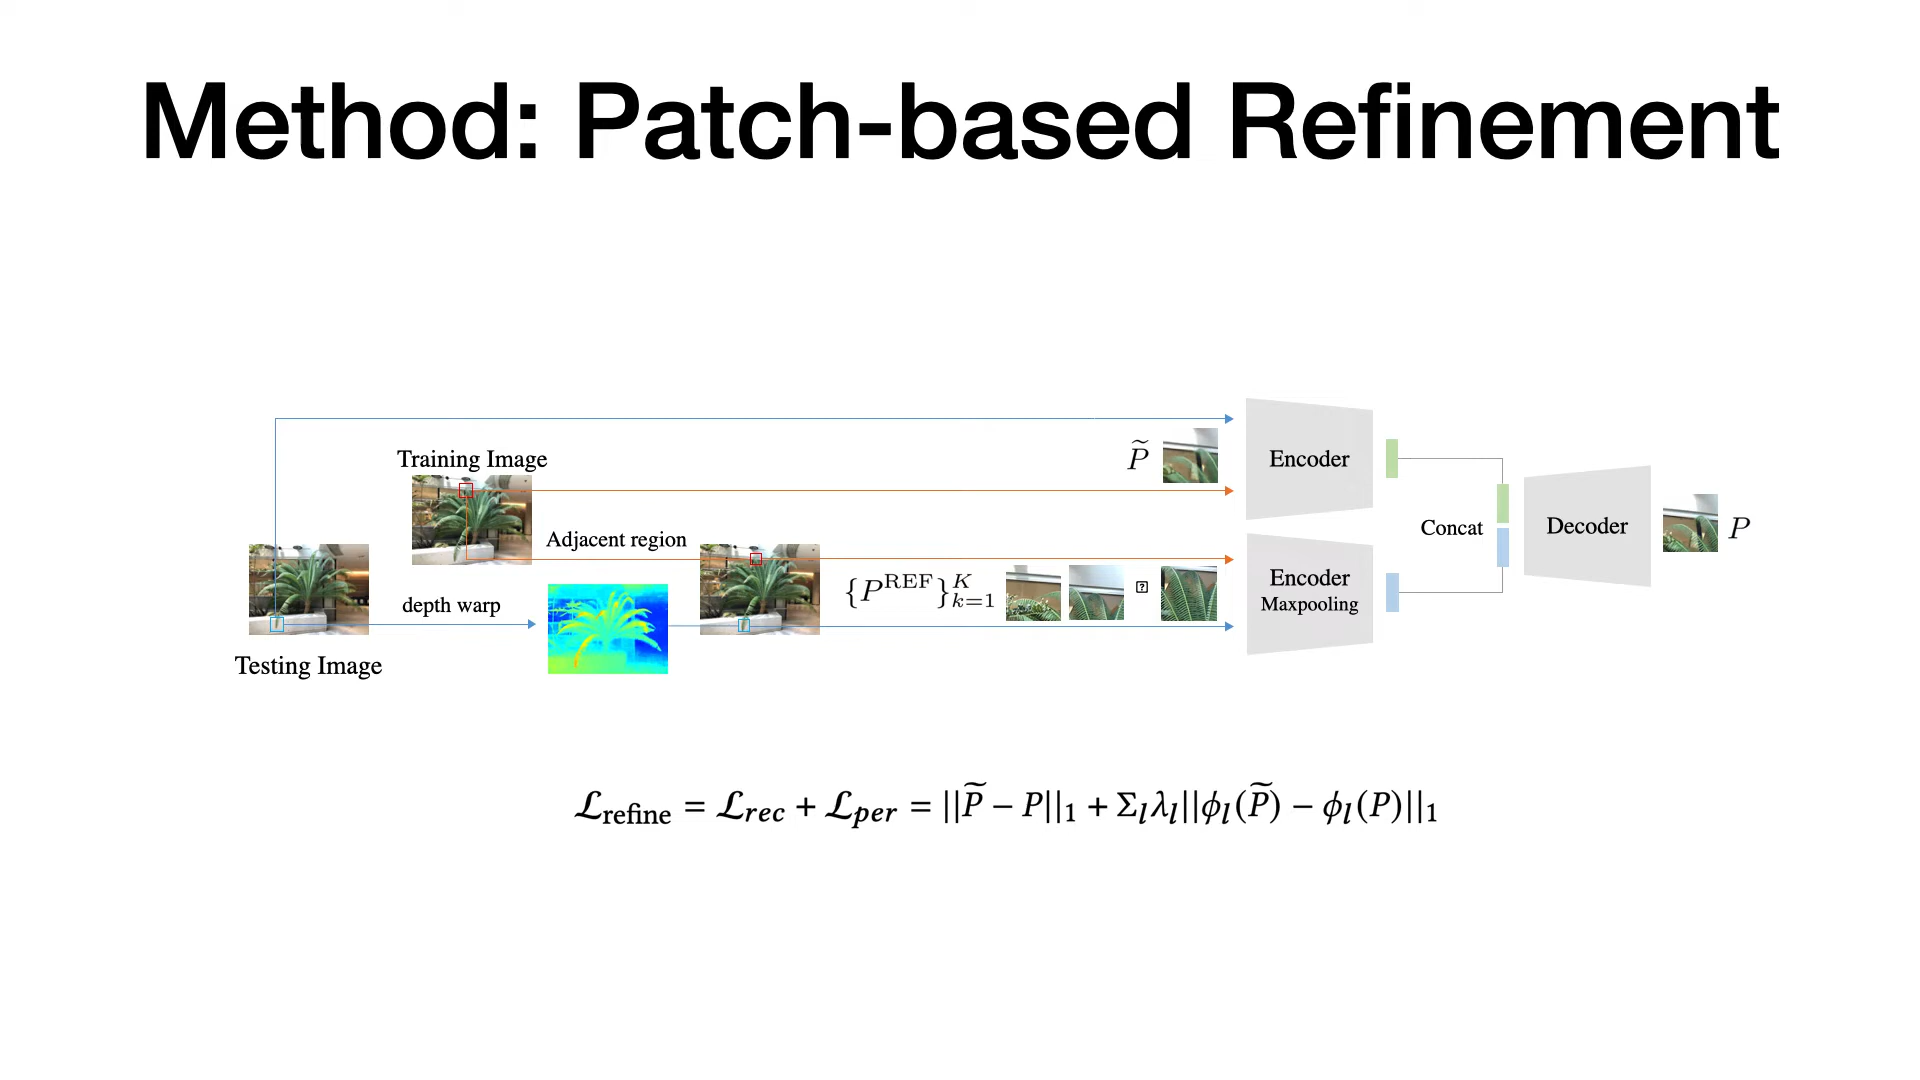 Method: Patch-based Refinement
Training Image
P̃
Encoder
Adjacent region
Concat
Decoder
P
{P^REF}^K_k=1
Encoder
Maxpooling
depth warp
Testing Image
ℒ_refine = ℒ_rec + ℒ_per = ||P̃ − P||_1 + Σ_l λ_l||ϕ_l(P̃) − ϕ_l(P)||_1